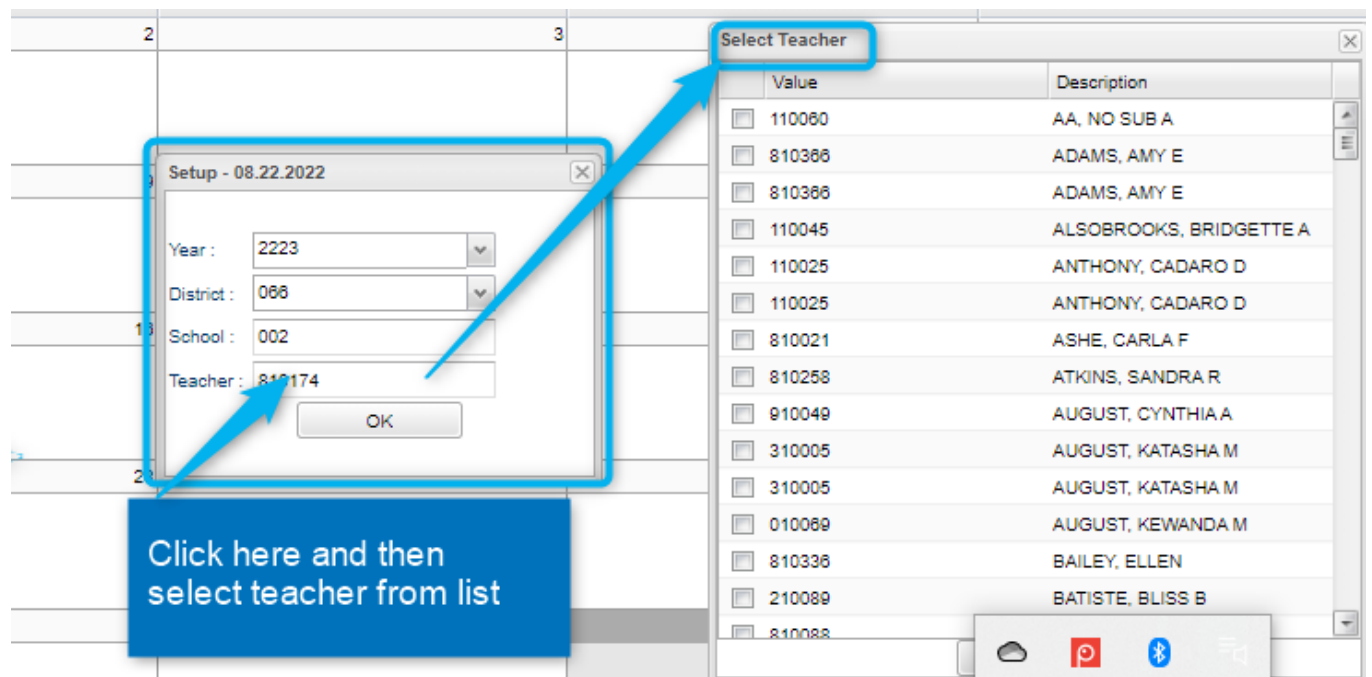 2
3
Select Teacher
Value Description
110060 AA, NO SUB A
810366 ADAMS, AMY E
810366 ADAMS, AMY E
110045 ALSOBROOKS, BRIDGETTE A
110025 ANTHONY, CADARO D
110025 ANTHONY, CADARO D
810021 ASHE, CARLA F
810258 ATKINS, SANDRA R
910049 AUGUST, CYNTHIA A
310005 AUGUST, KATASHA M
310005 AUGUST, KATASHA M
010069 AUGUST, KEWANDA M
810336 BAILEY, ELLEN
210089 BATISTE, BLISS B
810088
9
Setup - 08.22.2022
Year : 2223
District : 066
School : 002
Teacher :
OK
16
Click here and then
select teacher from list